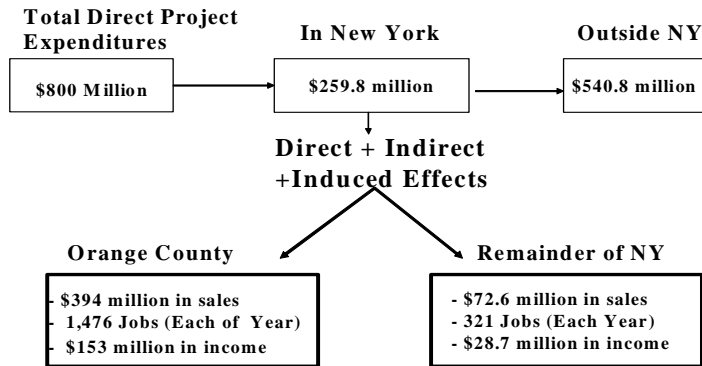 Total Direct Project
Expenditures
In New York
Outside NY
$800 Million
$259.8 million
$540.8 million
Direct + Indirect
+Induced Effects
Orange County
Remainder of NY
- $394 million in sales
- 1,476 Jobs (Each of Year)
- $153 million in income
- $72.6 million in sales
- 321 Jobs (Each Year)
- $28.7 million in income